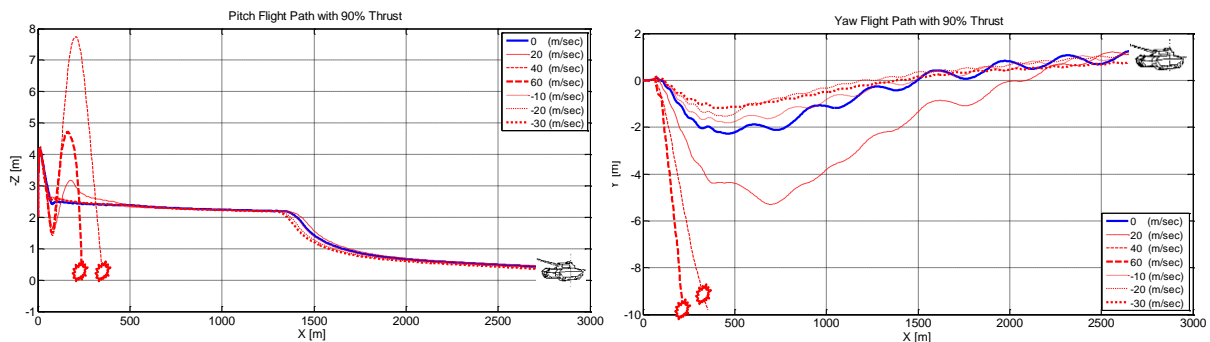 Pitch Flight Path with 90% Thrust
8
7
6
5
4
3
2
1
0
-1
-Z [m]
0
500
1000
1500
2000
2500
3000
X [m]
0 (m/sec)
20 (m/sec)
40 (m/sec)
60 (m/sec)
-10 (m/sec)
-20 (m/sec)
-30 (m/sec)
Yaw Flight Path with 90% Thrust
2
0
-2
-4
-6
-8
-10
Y [m]
0
500
1000
1500
2000
2500
3000
X [m]
0 (m/sec)
20 (m/sec)
40 (m/sec)
60 (m/sec)
-10 (m/sec)
-20 (m/sec)
-30 (m/sec)